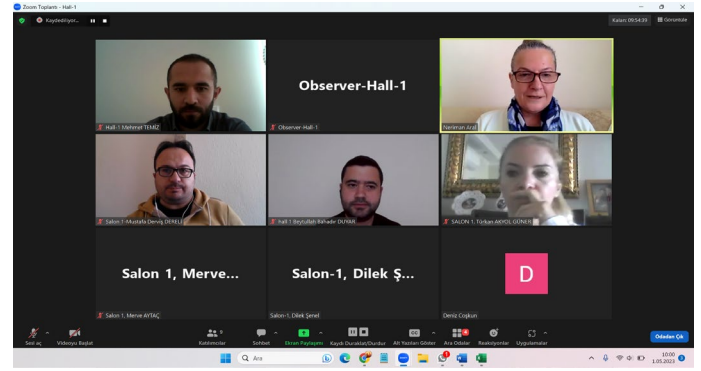 Zoom Toplantı - Hall-1
Kaydediliyor...
Kalan: 09:54:39
Görüntüle
Hall-1 Mehmet TEMİZ
Observer-Hall-1
Observer-Hall-1
Neriman Aral
Salon 1-Mustafa Derviş DERELİ
Hall 1 Beytullah Bahadır DUYAR
SALON 1, Türkan AKYOL GÜNER
Salon 1, Merve...
Salon 1, Merve AYTAÇ
Salon-1, Dilek Ş...
Salon-1, Dilek Şenel
D
Deniz Coşkun
Sesi aç
Videoyu Başlat
Katılımcılar
Sohbet
Ekran Paylaşımı
Kaydı Duraklat/Durdur
Alt Yazıları Göster
Ara Odalar
Reaksiyonlar
Uygulamalar
Odadan Çık
Ara
10:00
1.05.2023